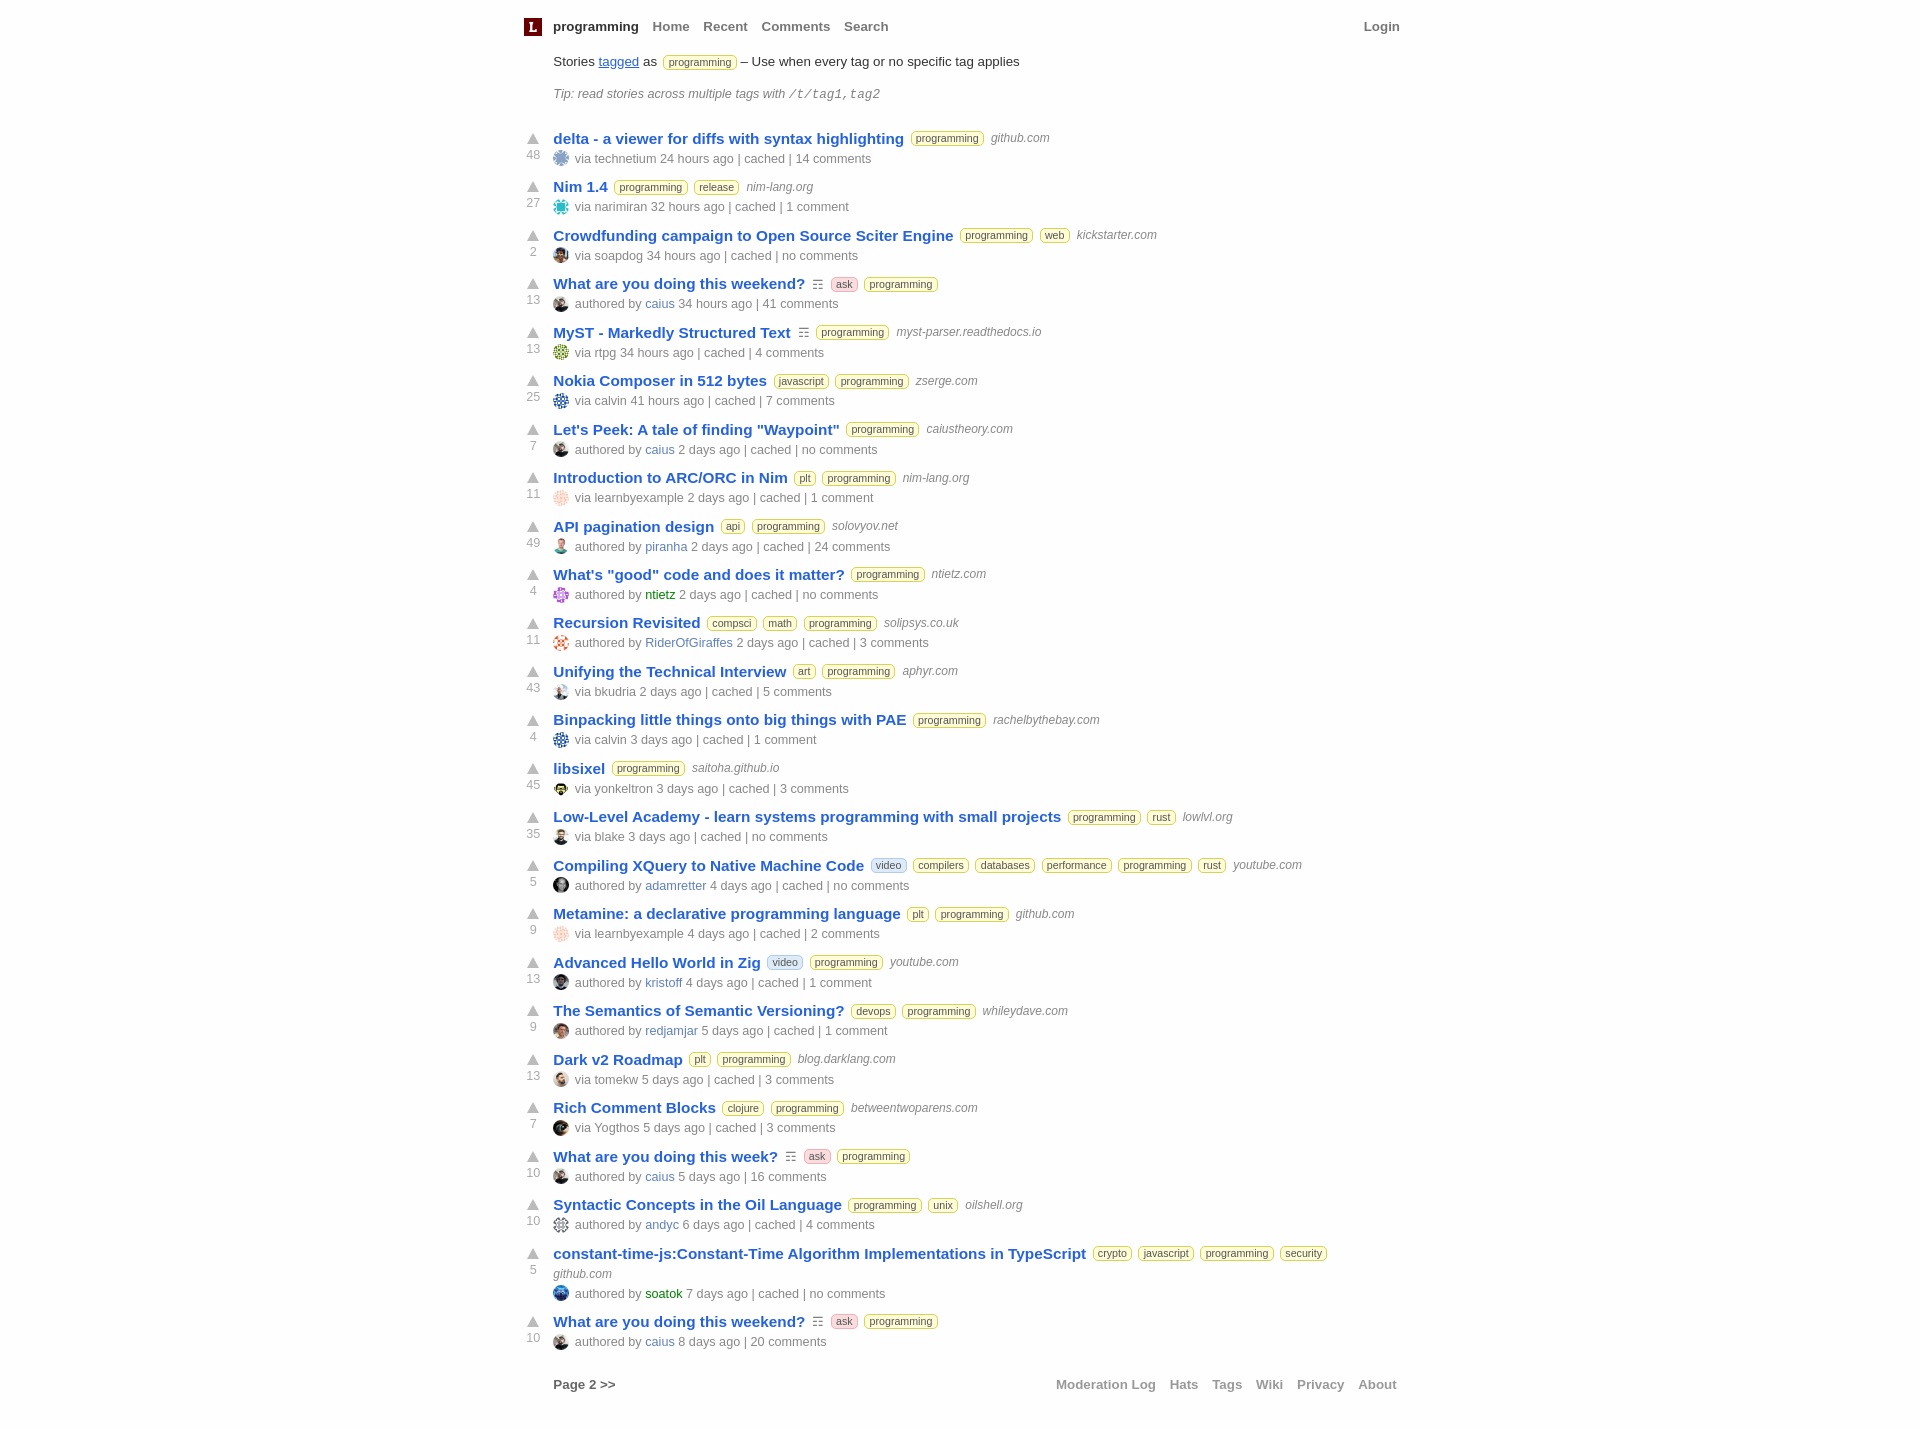 L programming Home Recent Comments Search Login
Stories tagged as programming – Use when every tag or no specific tag applies
Tip: read stories across multiple tags with /t/tag1,tag2
delta - a viewer for diffs with syntax highlighting programming github.com
48 via technetium 24 hours ago | cached | 14 comments
Nim 1.4 programming release nim-lang.org
27 via narimiran 32 hours ago | cached | 1 comment
Crowdfunding campaign to Open Source Sciter Engine programming web kickstarter.com
2 via soapdog 34 hours ago | cached | no comments
What are you doing this weekend? ☶ ask programming
13 authored by caius 34 hours ago | 41 comments
MyST - Markedly Structured Text ☶ programming myst-parser.readthedocs.io
13 via rtpg 34 hours ago | cached | 4 comments
Nokia Composer in 512 bytes javascript programming zserge.com
25 via calvin 41 hours ago | cached | 7 comments
Let's Peek: A tale of finding "Waypoint" programming caiustheory.com
7 authored by caius 2 days ago | cached | no comments
Introduction to ARC/ORC in Nim plt programming nim-lang.org
11 via learnbyexample 2 days ago | cached | 1 comment
API pagination design api programming solovyov.net
49 authored by piranha 2 days ago | cached | 24 comments
What's "good" code and does it matter? programming ntietz.com
4 authored by ntietz 2 days ago | cached | no comments
Recursion Revisited compsci math programming solipsys.co.uk
11 authored by RiderOfGiraffes 2 days ago | cached | 3 comments
Unifying the Technical Interview art programming aphyr.com
43 via bkudria 2 days ago | cached | 5 comments
Binpacking little things onto big things with PAE programming rachelbythebay.com
4 via calvin 3 days ago | cached | 1 comment
libsixel programming saitoha.github.io
45 via yonkeltron 3 days ago | cached | 3 comments
Low-Level Academy - learn systems programming with small projects programming rust lowlvl.org
35 via blake 3 days ago | cached | no comments
Compiling XQuery to Native Machine Code video compilers databases performance programming rust youtube.com
5 authored by adamretter 4 days ago | cached | no comments
Metamine: a declarative programming language plt programming github.com
9 via learnbyexample 4 days ago | cached | 2 comments
Advanced Hello World in Zig video programming youtube.com
13 authored by kristoff 4 days ago | cached | 1 comment
The Semantics of Semantic Versioning? devops programming whileydave.com
9 authored by redjamjar 5 days ago | cached | 1 comment
Dark v2 Roadmap plt programming blog.darklang.com
13 via tomekw 5 days ago | cached | 3 comments
Rich Comment Blocks clojure programming betweentwoparens.com
7 via Yogthos 5 days ago | cached | 3 comments
What are you doing this week? ☶ ask programming
10 authored by caius 5 days ago | 16 comments
Syntactic Concepts in the Oil Language programming unix oilshell.org
10 authored by andyc 6 days ago | cached | 4 comments
constant-time-js:Constant-Time Algorithm Implementations in TypeScript crypto javascript programming security
5 github.com
authored by soatok 7 days ago | cached | no comments
What are you doing this weekend? ☶ ask programming
10 authored by caius 8 days ago | 20 comments
Page 2 >> Moderation Log Hats Tags Wiki Privacy About